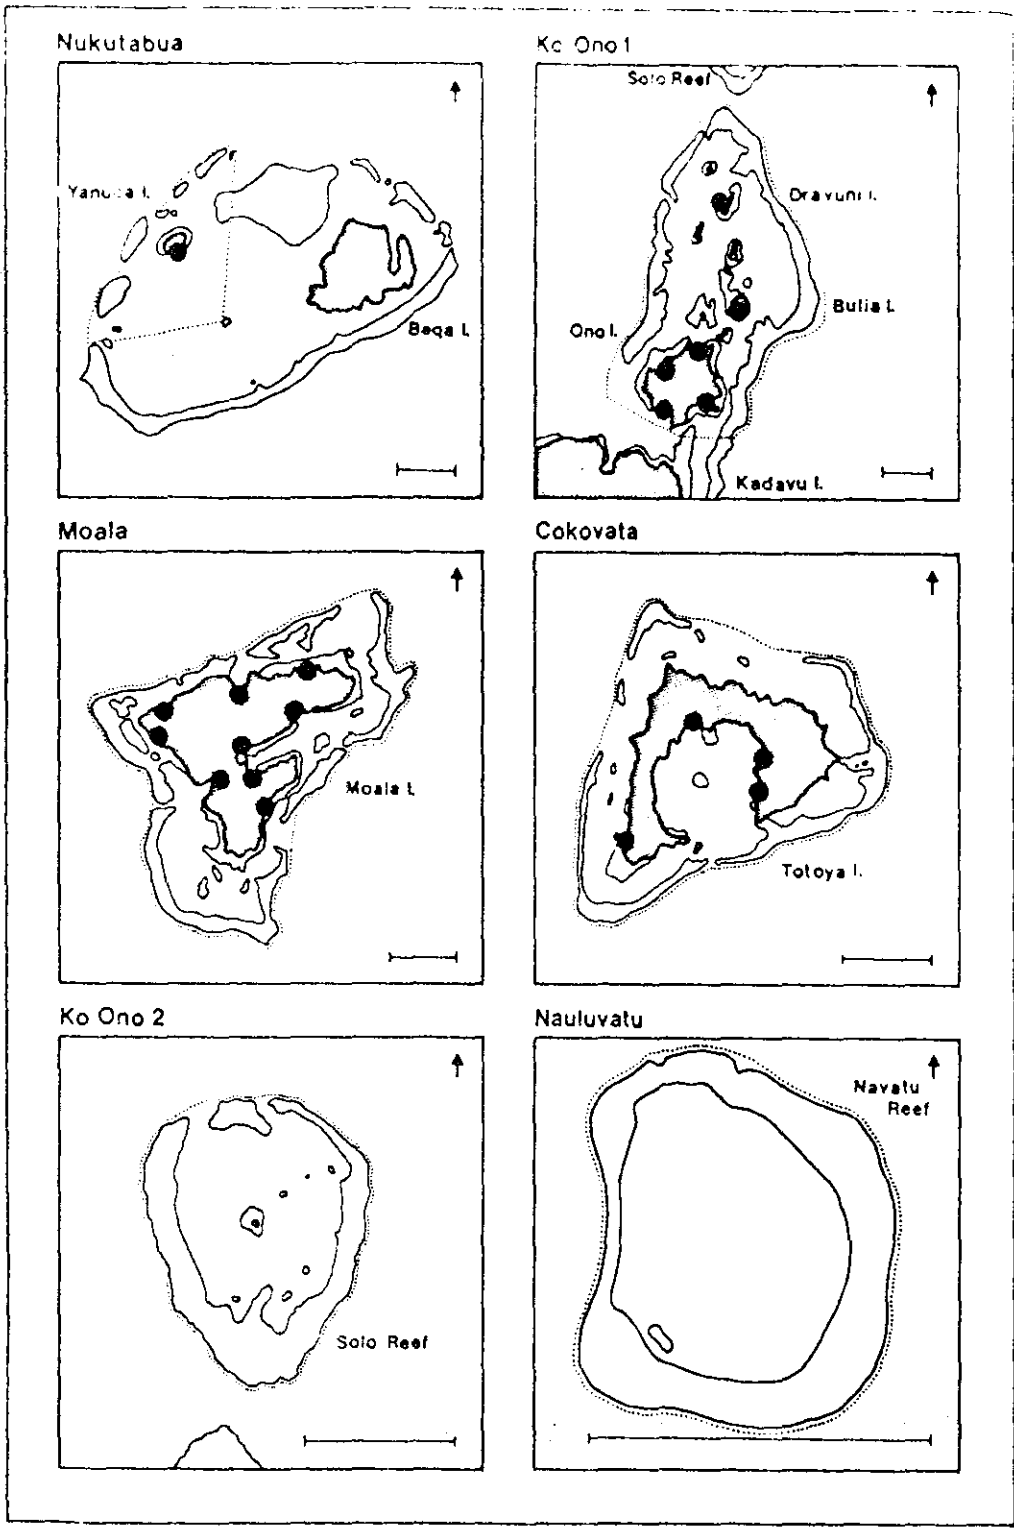 Nukutabua
Ko Ono 1
Solo Reef
Dravuni I.
Bulia I.
Ono I.
Kadavu I.
Beqa I.
Moala
Cokovata
Moala I.
Totoya I.
Ko Ono 2
Nauluvatu
Navatu
Reef
Solo Reef